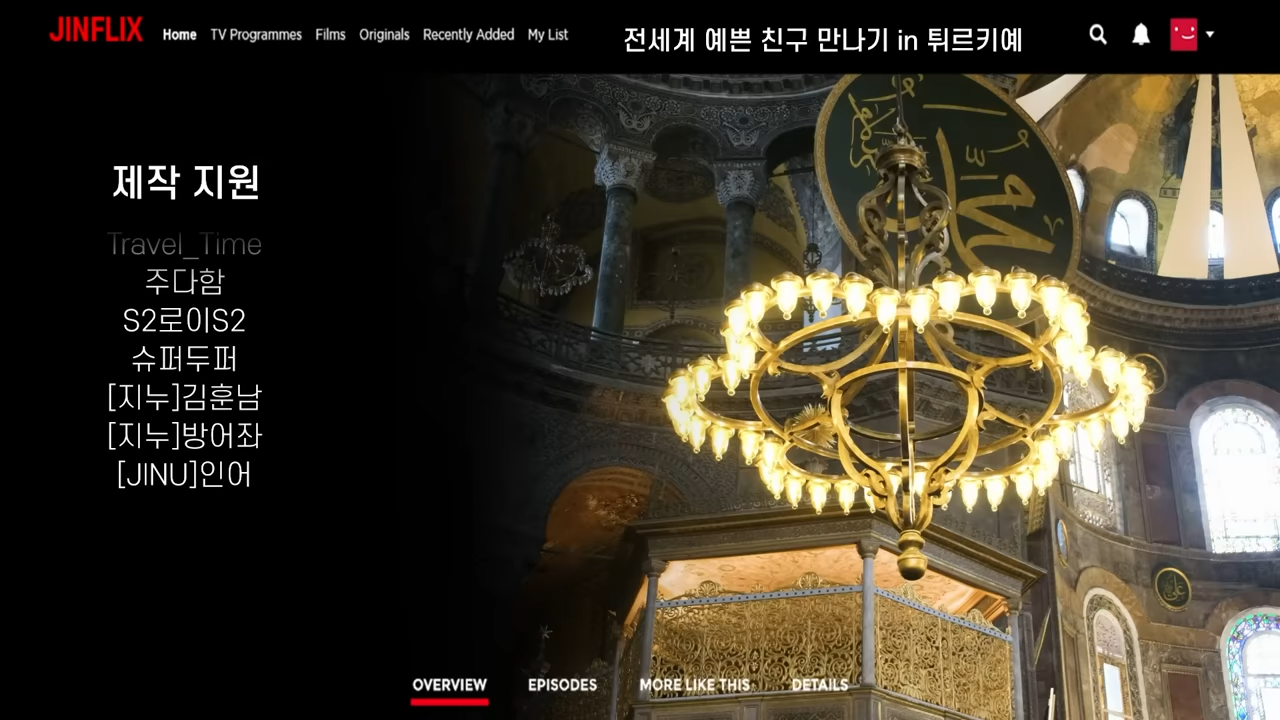 JINFLIX
Home TV Programmes Films Originals Recently Added My List
전세계 예쁜 친구 만나기 in 튀르키예
제작 지원
Travel_Time
주다함
S2로이S2
슈퍼두퍼
[지누]김훈남
[지누]방어좌
[JINU]인어
OVERVIEW EPISODES MORE LIKE THIS DETAILS